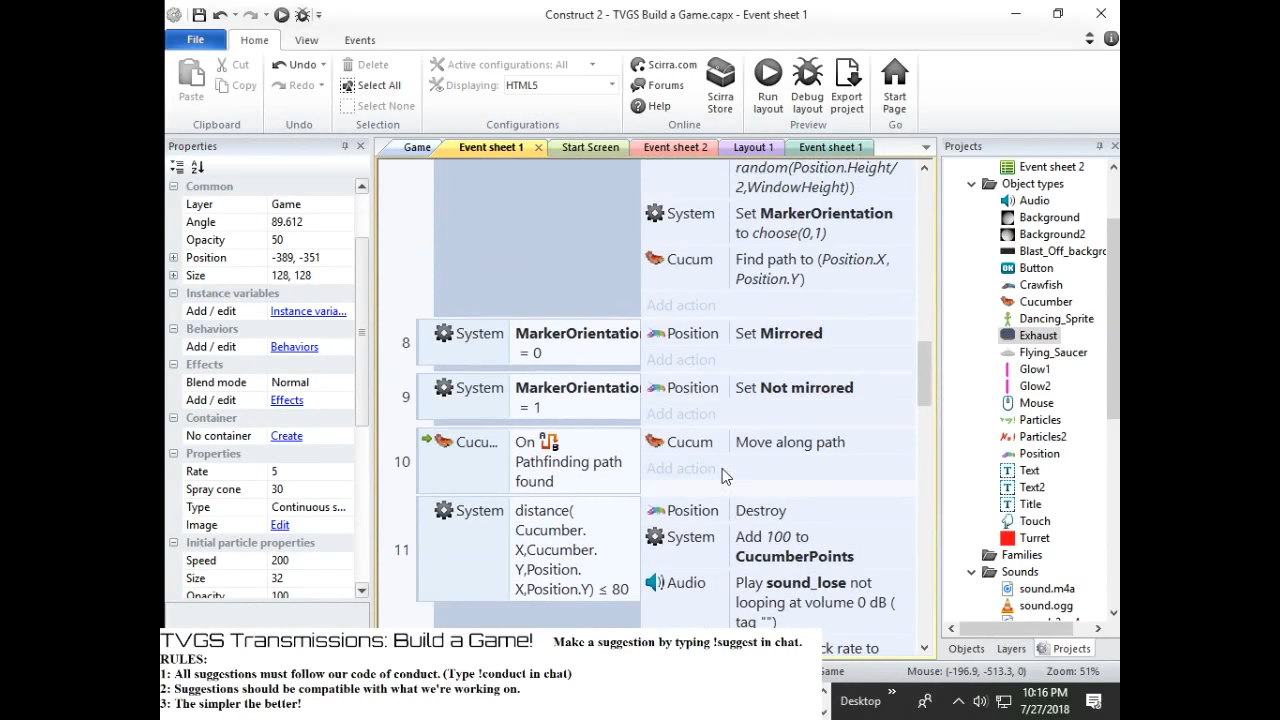 Construct 2 - TVGS Build a Game.capx - Event sheet 1
File Home View Events
Paste Cut Copy Clipboard
Undo Redo Undo
Delete Select All Select None Selection
Active configurations: All
Displaying: HTML5
Configurations
Scirra.com Forums Help Scirra Store Online
Run layout Debug layout Export project Preview
Start Page Go
Properties
Game Event sheet 1 Start Screen Event sheet 2 Layout 1 Event sheet 1
Projects
Common
Layer Game
Angle 89.612
Opacity 50
Position -389, -351
Size 128, 128
Instance variables
Add / edit Instance varia...
Behaviors
Add / edit Behaviors
Effects
Blend mode Normal
Add / edit Effects
Container
No container Create
Properties
Rate 5
Spray cone 30
Type Continuous s...
Image Edit
Initial particle properties
Speed 200
Size 32
Opacity 100
random(Position.Height/
2,WindowHeight))
System Set MarkerOrientation
to choose(0,1)
Cucum Find path to (Position.X,
Position.Y)
Add action
8 System MarkerOrientatio
= 0
Position Set Mirrored
Add action
9 System MarkerOrientatio
= 1
Position Set Not mirrored
Add action
10 Cucu... On
Pathfinding path
found
Cucum Move along path
Add action
11 System distance(
Cucumber.
X,Cucumber.
Y,Position.
X,Position.Y) ≤ 80
Position Destroy
System Add 100 to
CucumberPoints
Audio Play sound_lose not
looping at volume 0 dB (
tag "")
ck rate to
Event sheet 2
Object types
Audio
Background
Background2
Blast_Off_backgro
Button
Crawfish
Cucumber
Dancing_Sprite
Exhaust
Flying_Saucer
Glow1
Glow2
Mouse
Particles
Particles2
Position
Text
Text2
Title
Touch
Turret
Families
Sounds
sound.m4a
sound.ogg
Objects Layers Projects
ame Mouse: (-196.9, -513.3, 0) Zoom: 51%
TVGS Transmissions: Build a Game! Make a suggestion by typing !suggest in chat.
RULES:
1: All suggestions must follow our code of conduct. (Type !conduct in chat)
2: Suggestions should be compatible with what we're working on.
3: The simpler the better!
Desktop
10:16 PM
7/27/2018